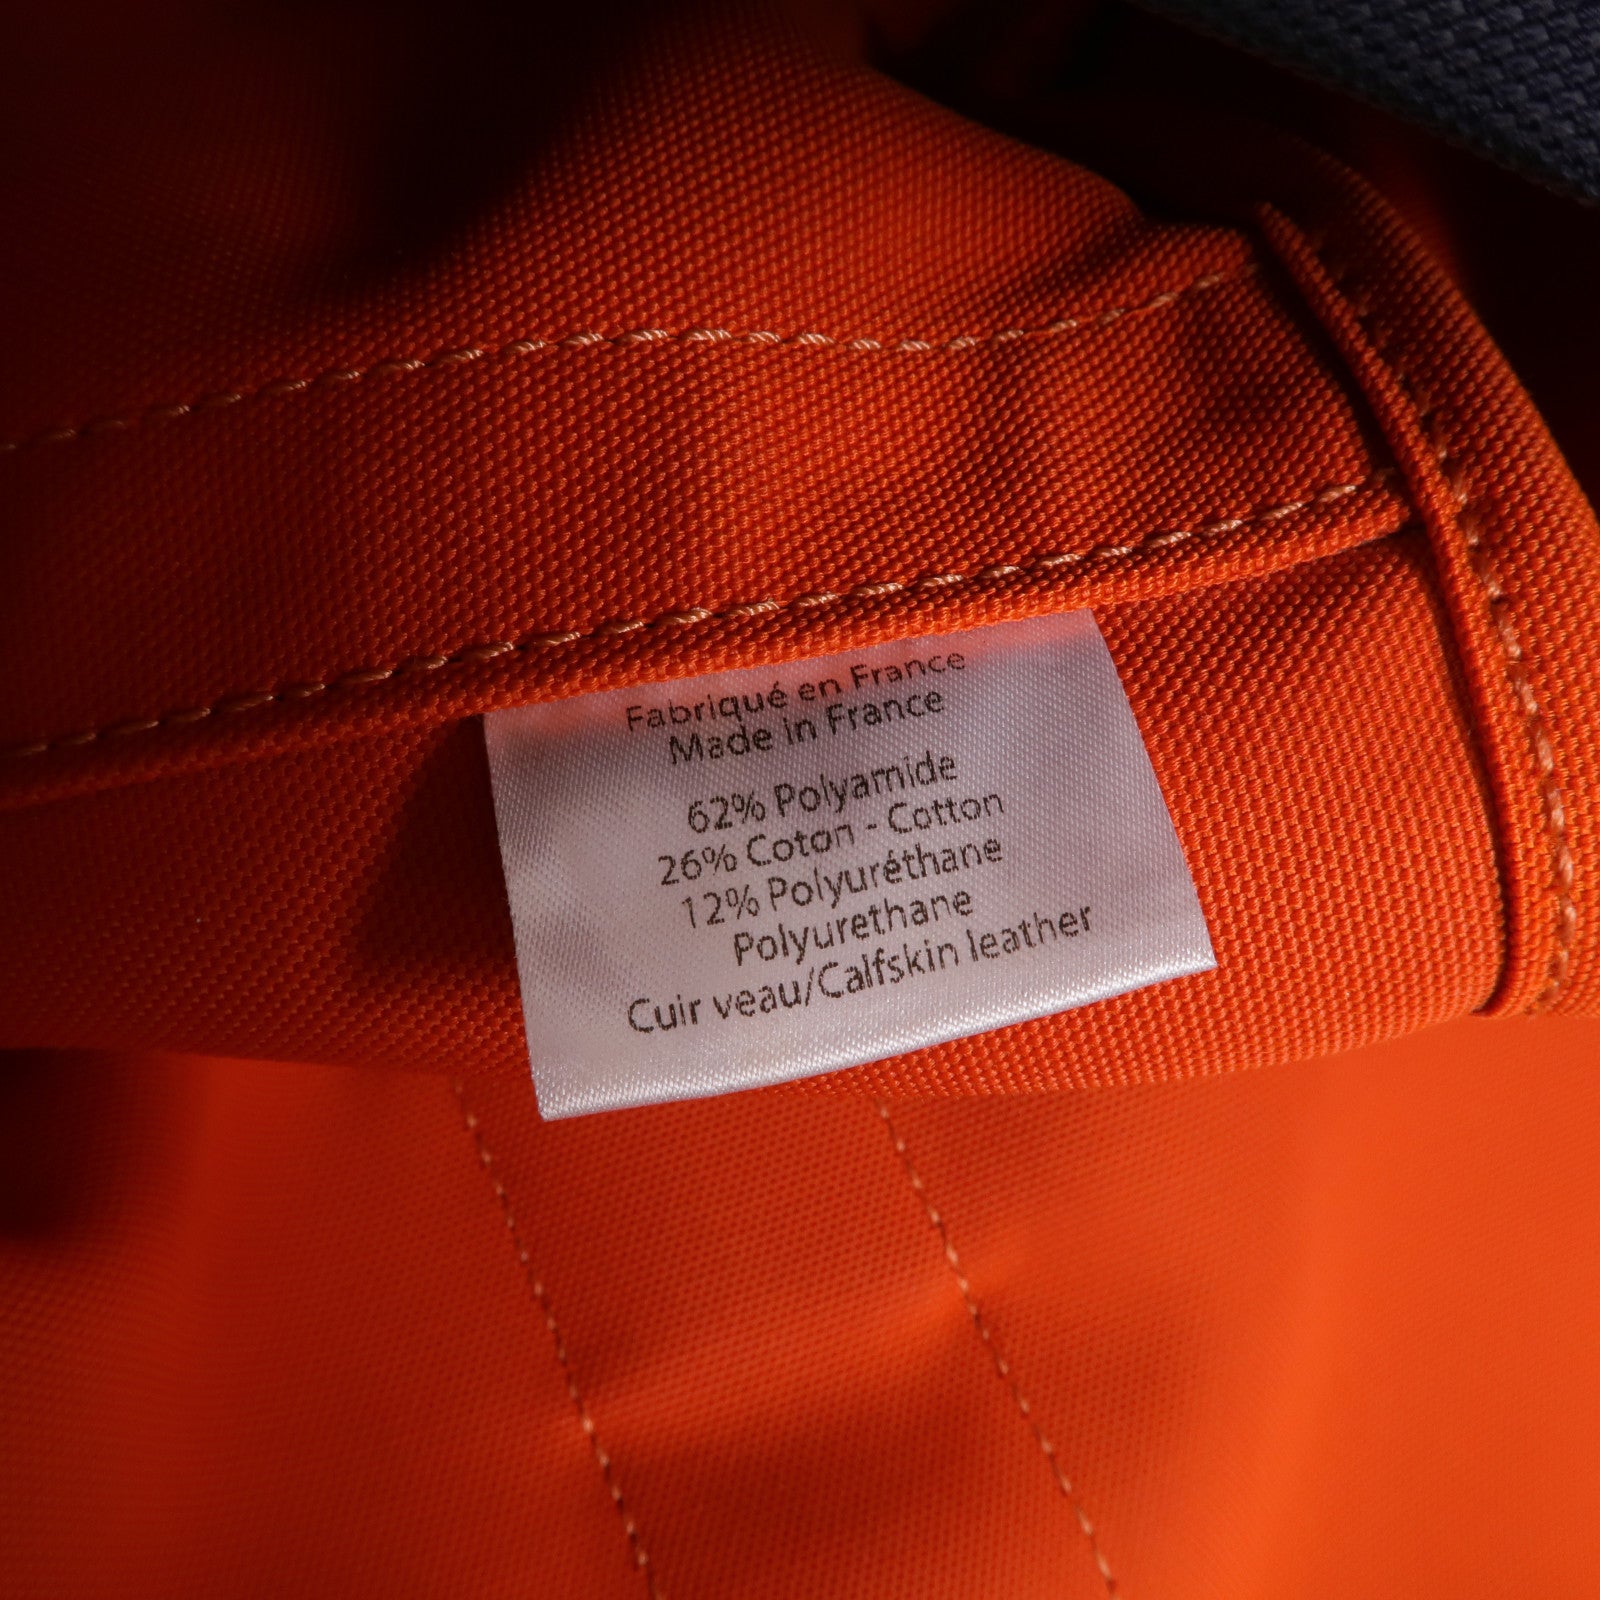 Fabriqué en France
Made in France
62% Polyamide
26% Coton - Cotton
12% Polyuréthane
Polyurethane
Cuir veau/Calfskin leather